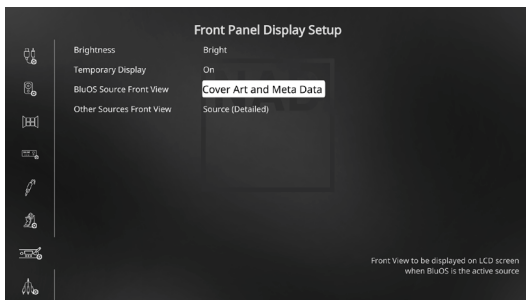 Front Panel Display Setup
Brightness Bright
Temporary Display On
BluOS Source Front View Cover Art and Meta Data
Other Sources Front View Source (Detailed)
NAD
Front View to be displayed on LCD screen
when BluOS is the active source